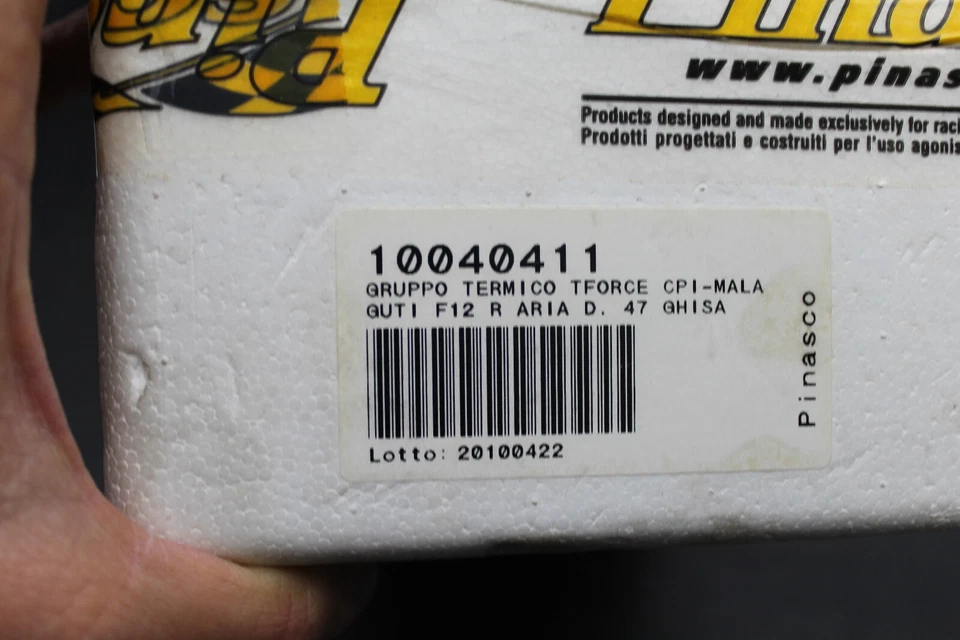 www.pinas
Products designed and made exclusively for raci
Prodotti progettati e costruiti per l'uso agonis
10040411
GRUPPO TERMICO TFORCE CPI-MALA
GUTI F12 R ARIA D. 47 GHISA
Pinasco
Lotto: 20100422